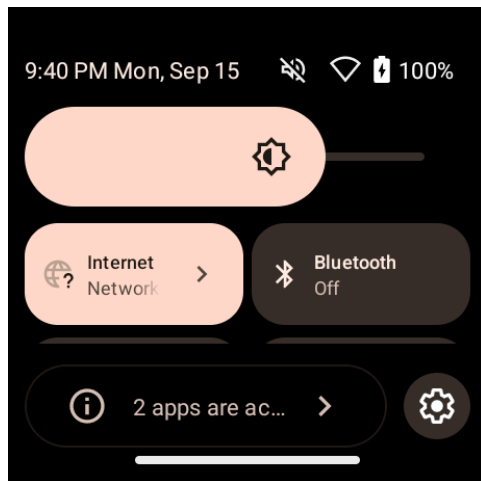 9:40 PM Mon, Sep 15 100%
Internet
Network
Bluetooth
Off
2 apps are ac...